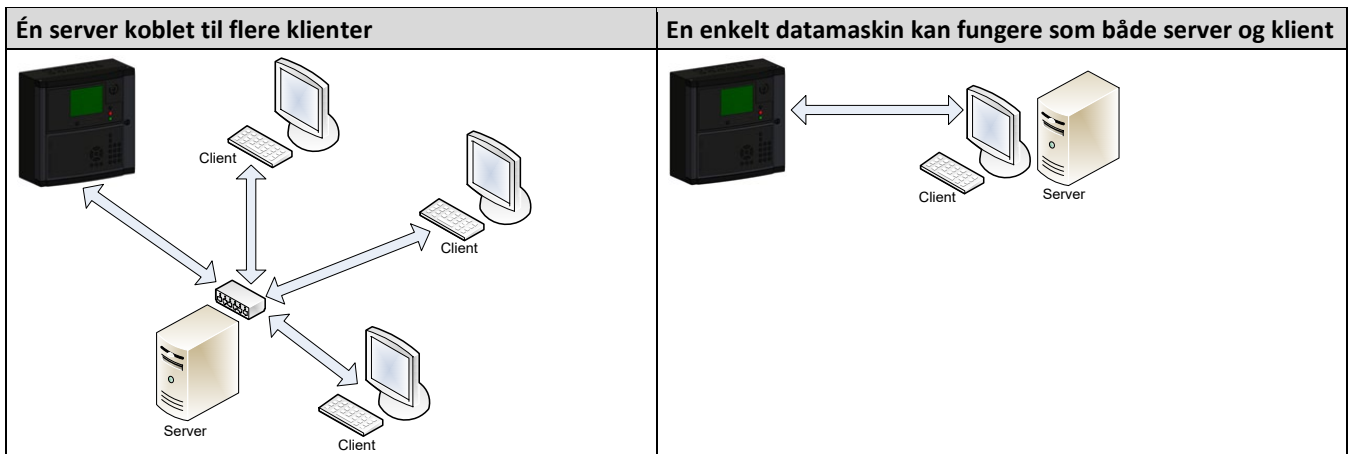 Én server koblet til flere klienter
En enkelt datamaskin kan fungere som både server og klient
Client
Client
Server
Client
Client
Server